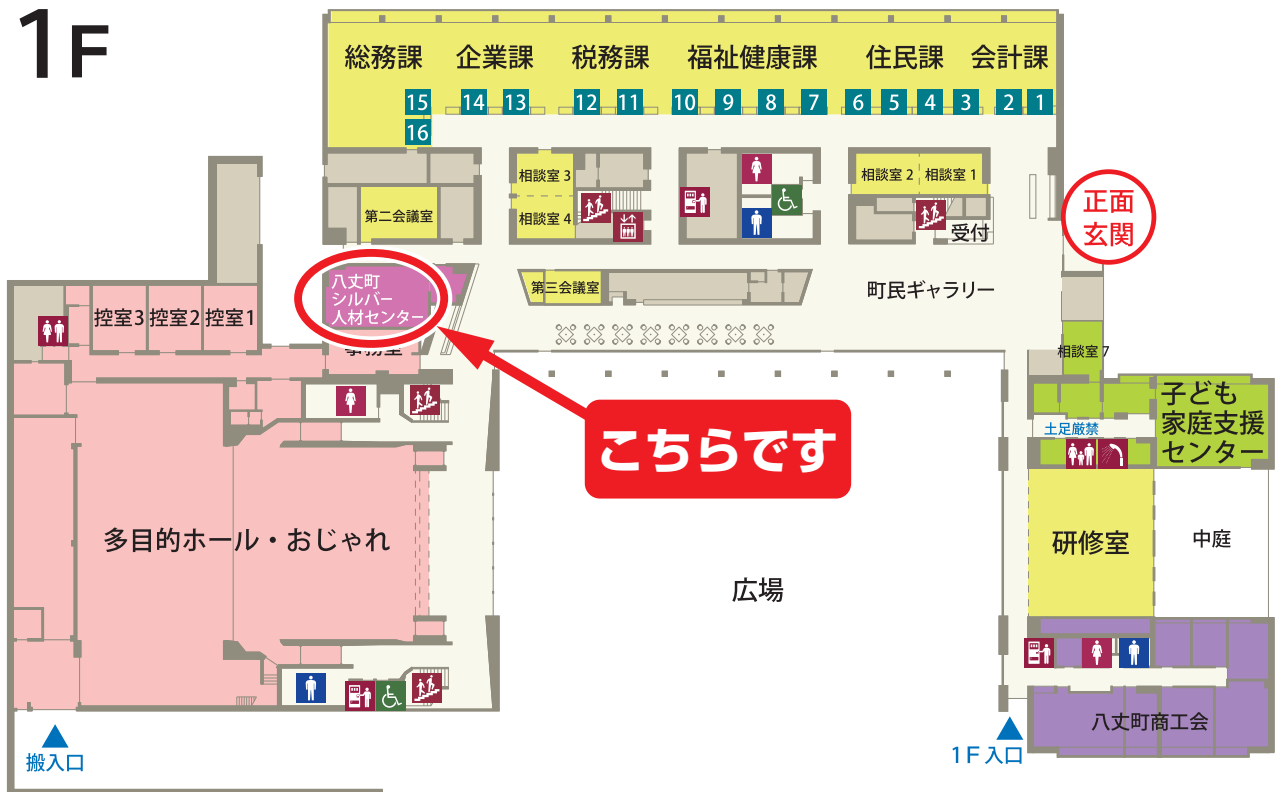 1F
総務課 企業課 税務課 福祉健康課 住民課 会計課
15 14 13 12 11 10 9 8 7 6 5 4 3 2 1
16
相談室 3
相談室 4
相談室 2 相談室 1
第二会議室
受付
正面
玄関
八丈町
シルバー
人材センター
第三会議室
町民ギャラリー
控室3 控室2 控室1
事務室
相談室 7
こちらです
子ども
家庭支援
センター
土足厳禁
多目的ホール・おじゃれ
研修室
中庭
広場
八丈町商工会
搬入口
1F 入口